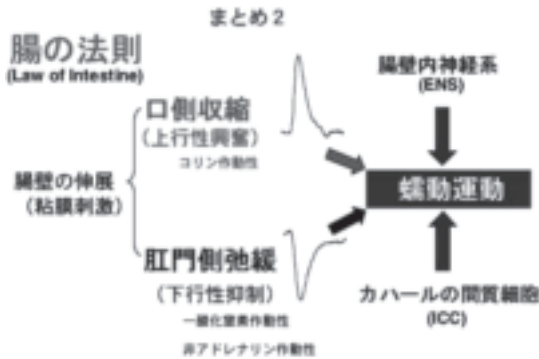 まとめ2
腸の法則
(Law of Intestine)
口側収縮
(上行性興奮)
コリン作動性
腸壁の伸展
(粘膜刺激)
肛門側弛緩
(下行性抑制)
一酸化窒素作動性
非アドレナリン作動性
腸壁内神経系
(ENS)
蠕動運動
カハールの間質細胞
(ICC)